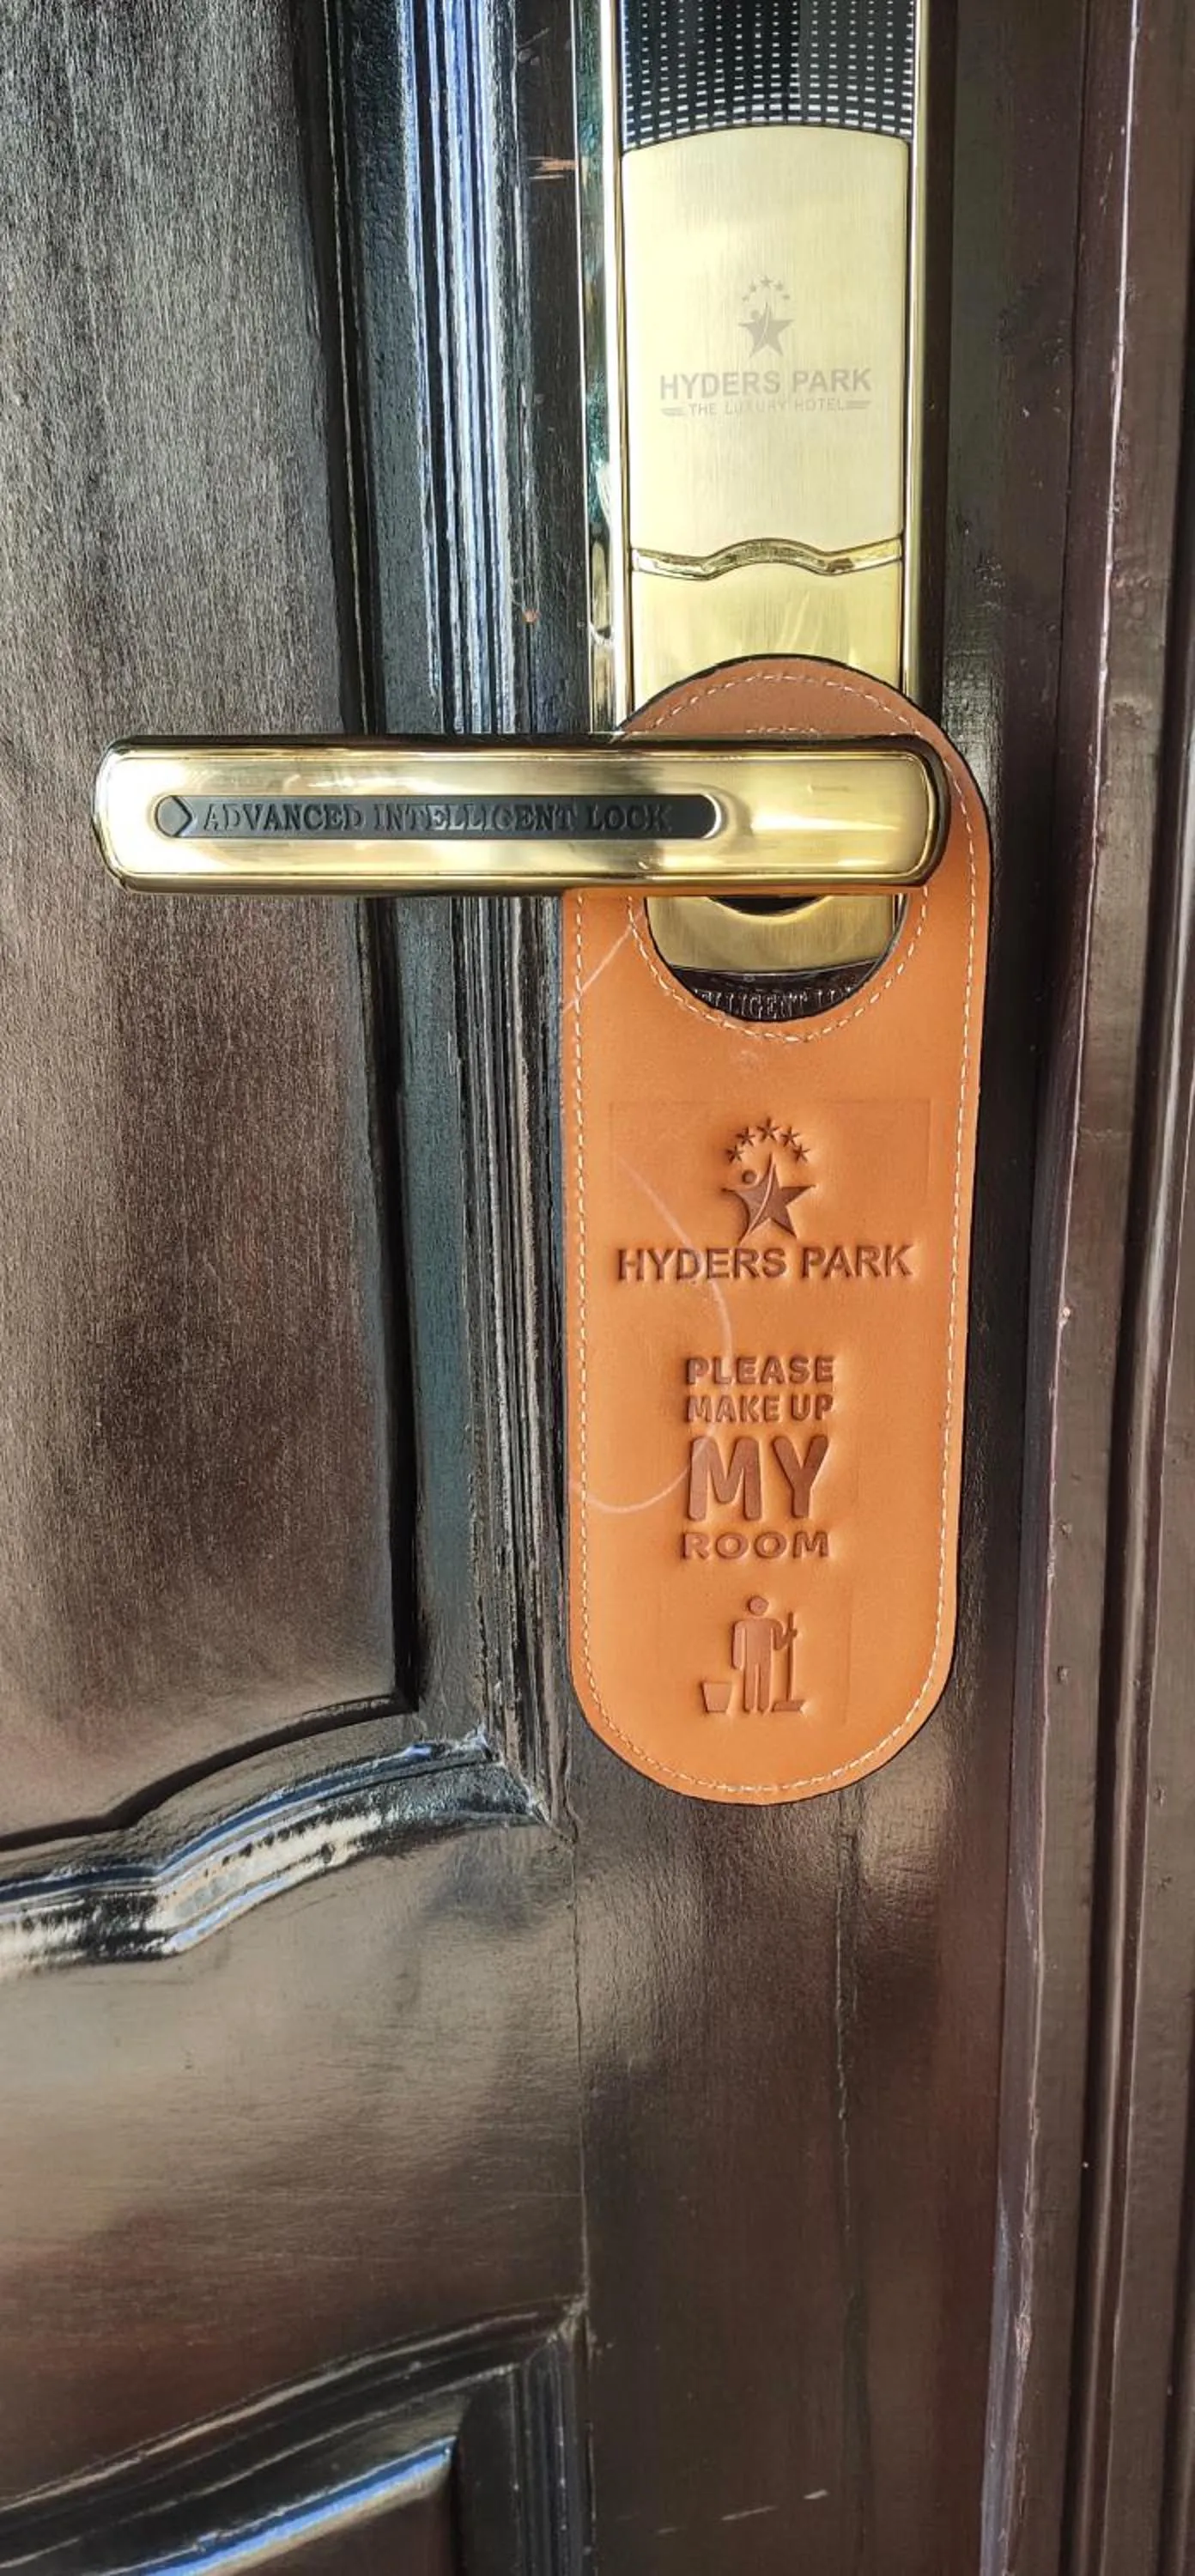 HYDERS PARK
THE LUXURY HOTEL
ADVANCED INTELLIGENT LOCK
HYDERS PARK
PLEASE
MAKE UP
MY
ROOM